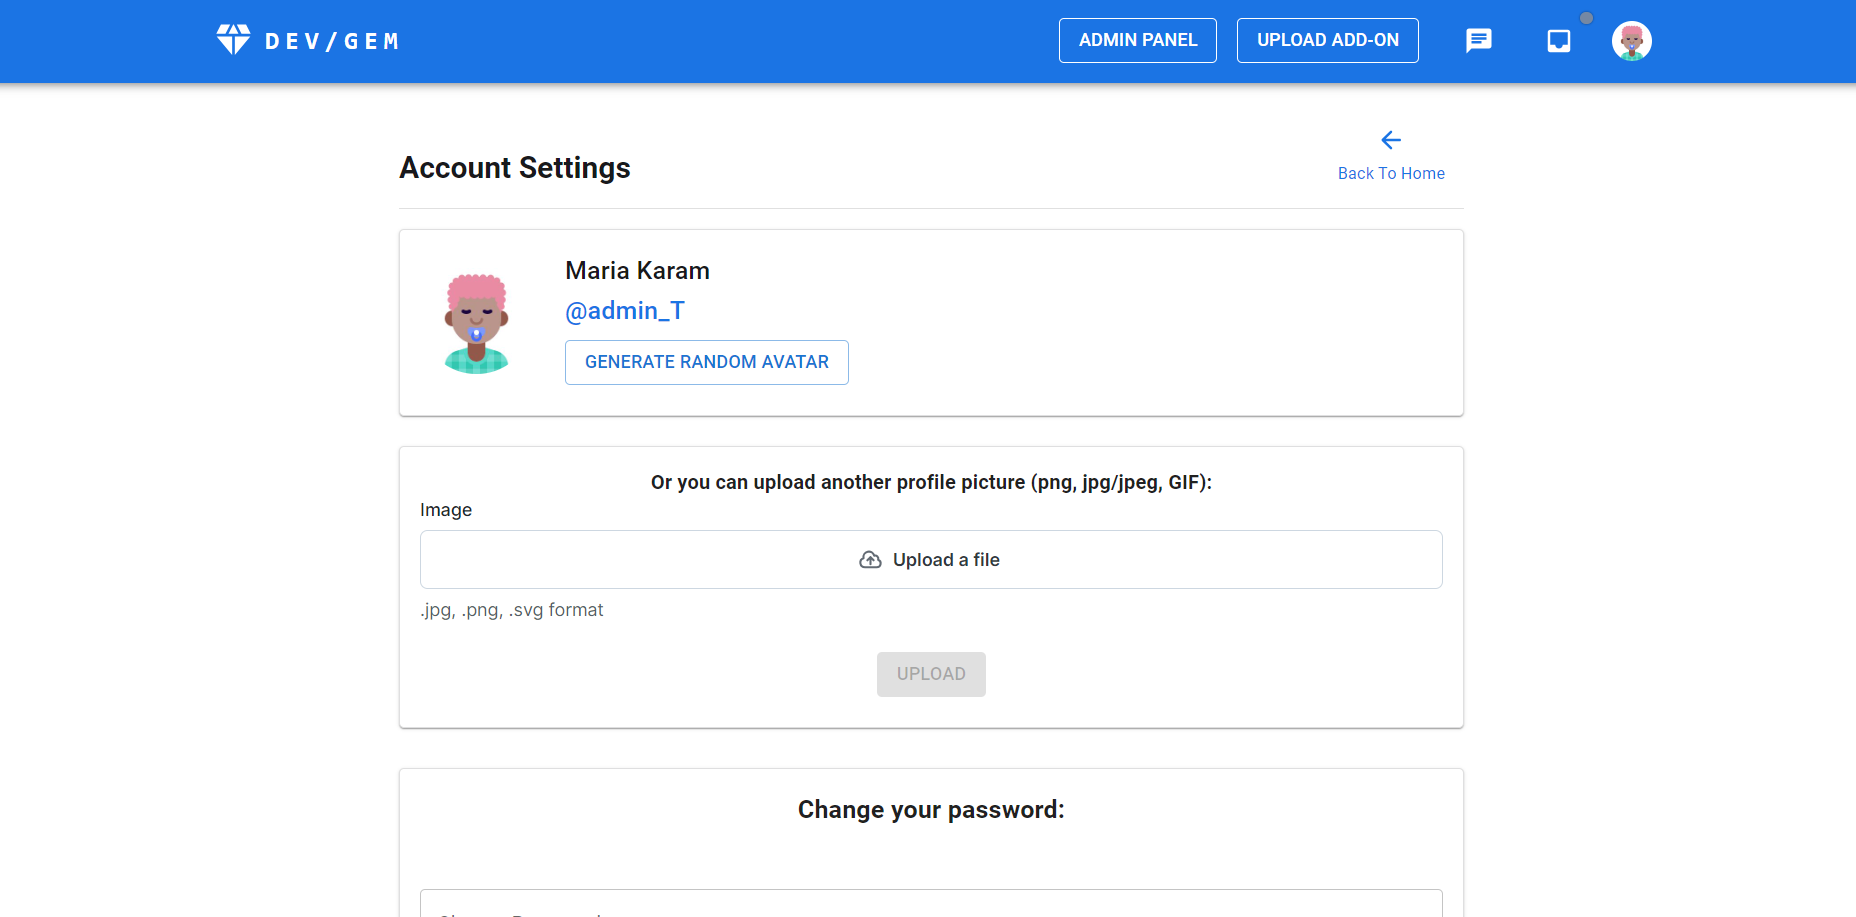 DEV/GEM
ADMIN PANEL
UPLOAD ADD-ON
Account Settings
Back To Home
Maria Karam
@admin_T
GENERATE RANDOM AVATAR
Or you can upload another profile picture (png, jpg/jpeg, GIF):
Image
Upload a file
.jpg, .png, .svg format
UPLOAD
Change your password: